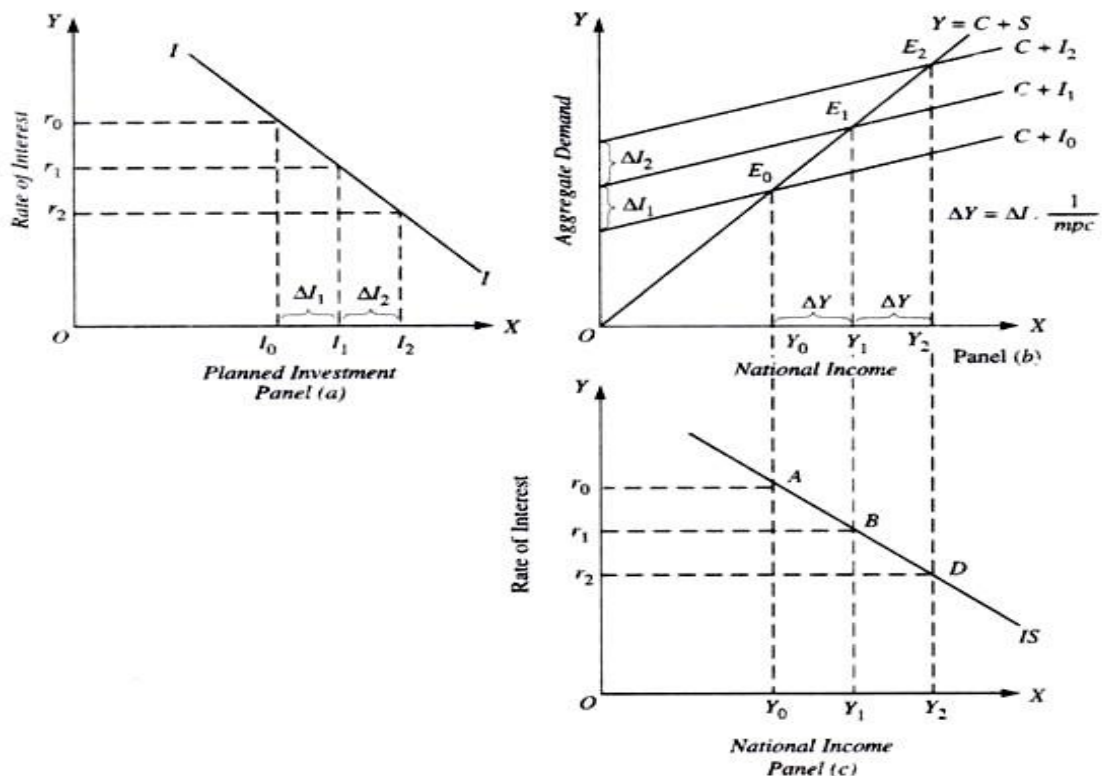 Y
I
Rate of Interest
r0
r1
r2
ΔI1 ΔI2
I
O
I0 I1 I2
X
Planned Investment
Panel (a)
Y
Y = C + S
E2
C + I2
E1
C + I1
E0
C + I0
Aggregate Demand
ΔI2
ΔI1
ΔY = ΔI . 1/mpc
ΔY ΔY
O
X
Y0 Y1 Y2
Panel (b)
National Income
Y
Rate of Interest
r0
A
r1
B
r2
D
IS
O
X
Y0 Y1 Y2
National Income
Panel (c)